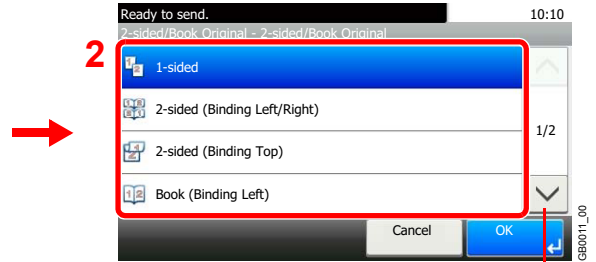 Ready to send.
10:10
2-sided/Book Original - 2-sided/Book Original
2
1-sided
2-sided (Binding Left/Right)
1/2
2-sided (Binding Top)
Book (Binding Left)
Cancel
OK
GB0011_00